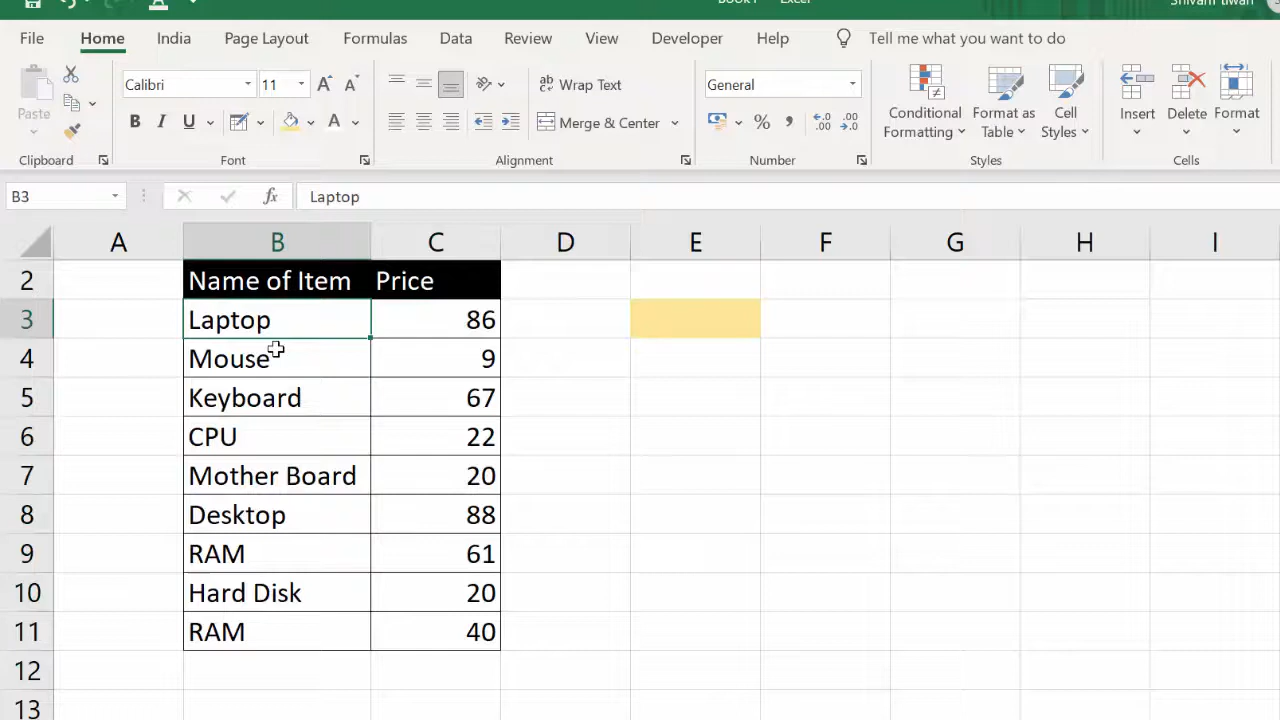 Book1 - Excel
Shivam tiwari
File Home India Page Layout Formulas Data Review View Developer Help Tell me what you want to do
Calibri 11 Wrap Text General
Paste B I U A Merge & Center % Conditional Formatting Format as Table Cell Styles Insert Delete Format
Clipboard Font Alignment Number Styles Cells
B3 fx Laptop
A B C D E F G H I
2 Name of Item Price
3 Laptop 86
4 Mouse 9
5 Keyboard 67
6 CPU 22
7 Mother Board 20
8 Desktop 88
9 RAM 61
10 Hard Disk 20
11 RAM 40
12
13